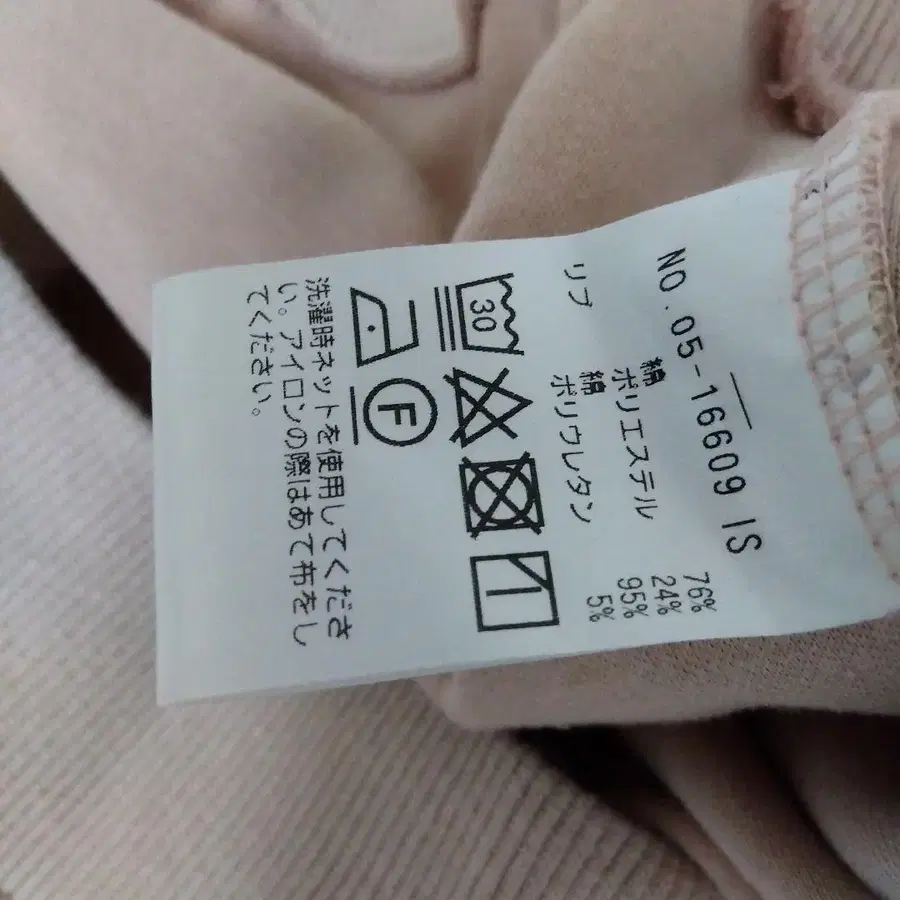 NO.05-16609 IS
綿 76%
ポリエステル 24%
リブ 綿 95%
ポリウレタン 5%
30
F
洗濯時ネットを使用してくださ
い。アイロンの際はあて布をし
てください。